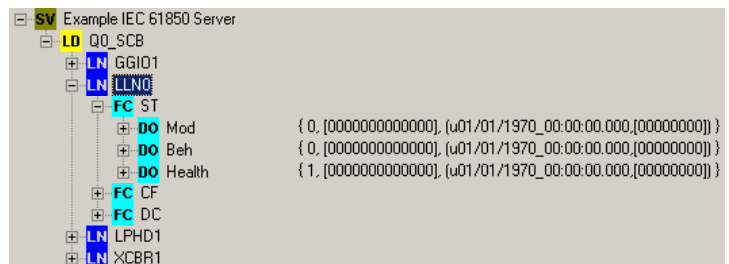 SV Example IEC 61850 Server
LD Q0_SCB
LN GGIO1
LN LLN0
FC ST
DO Mod { 0, [0000000000000], (u01/01/1970_00:00:00.000,[00000000]) }
DO Beh { 0, [0000000000000], (u01/01/1970_00:00:00.000,[00000000]) }
DO Health { 1, [0000000000000], (u01/01/1970_00:00:00.000,[00000000]) }
FC CF
FC DC
LN LPHD1
LN XCBR1